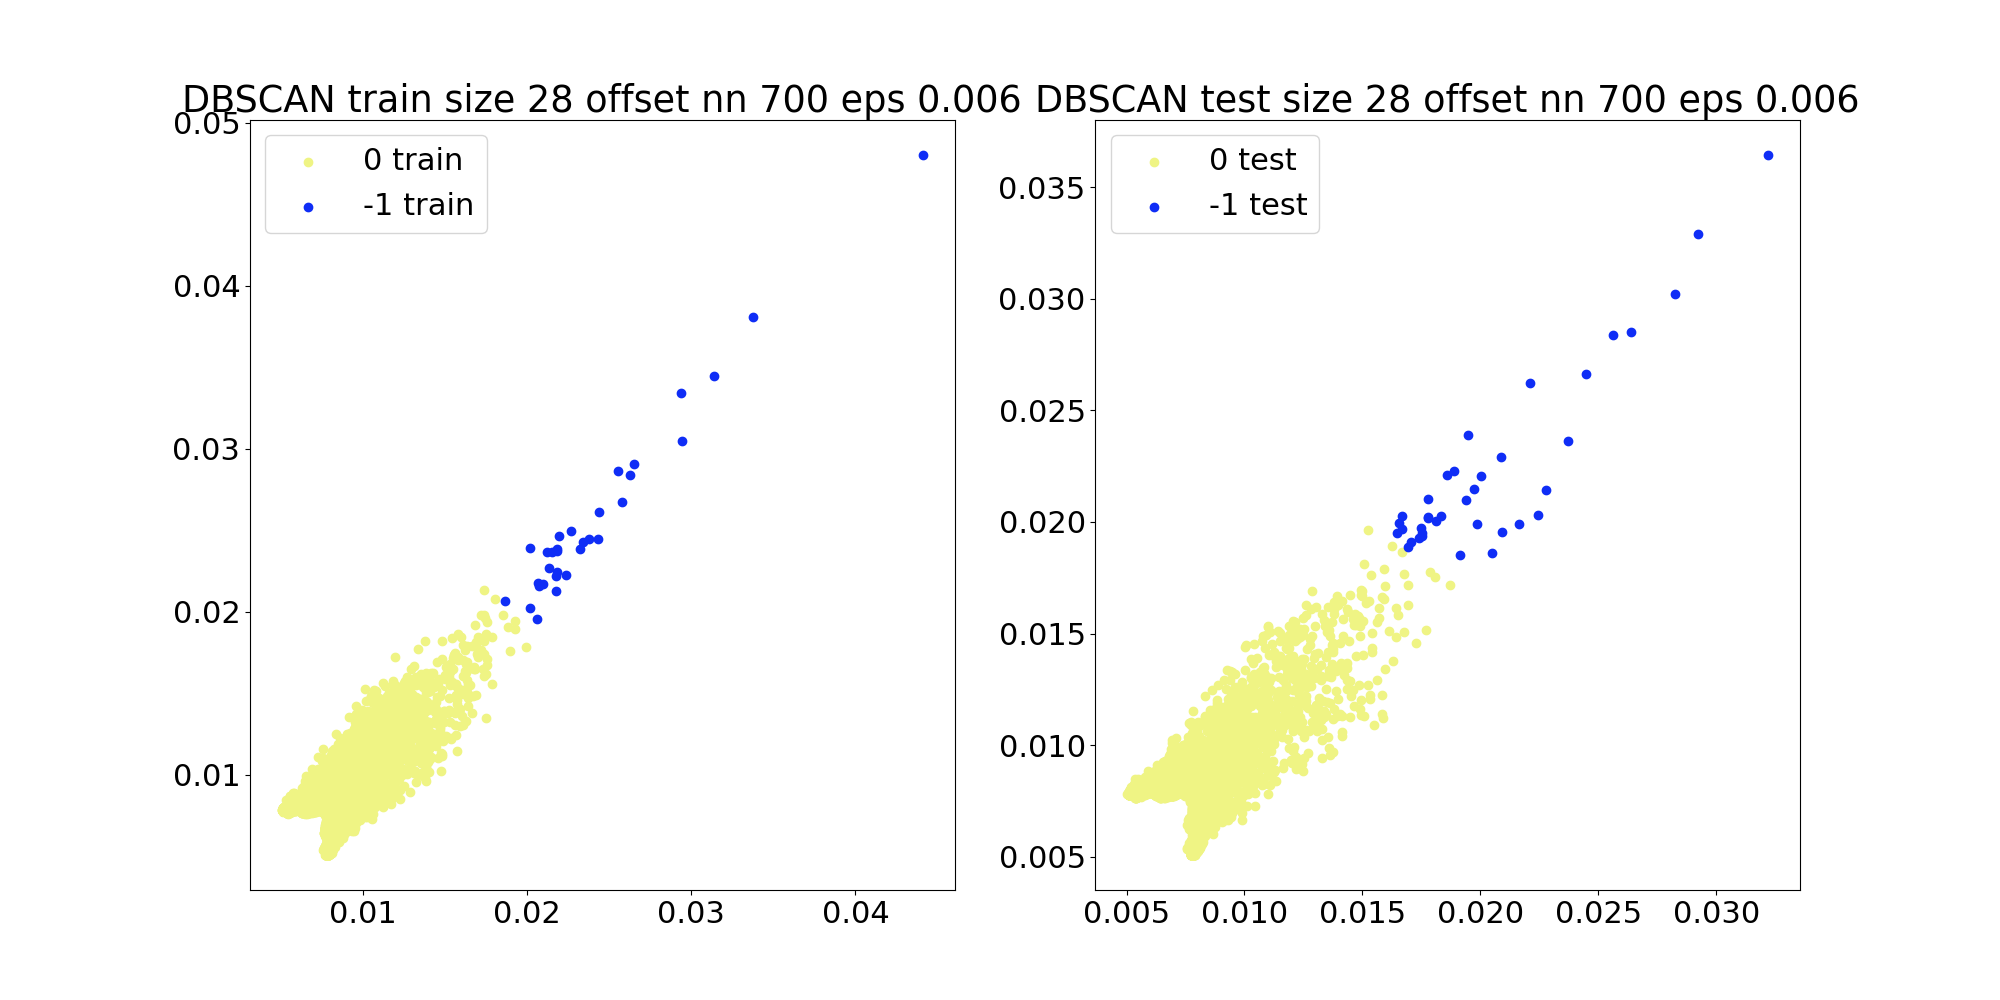 DBSCAN train size 28 offset nn 700 eps 0.006
0 train
-1 train
0.05
0.04
0.03
0.02
0.01
0.01 0.02 0.03 0.04
DBSCAN test size 28 offset nn 700 eps 0.006
0 test
-1 test
0.035
0.030
0.025
0.020
0.015
0.010
0.005
0.005 0.010 0.015 0.020 0.025 0.030